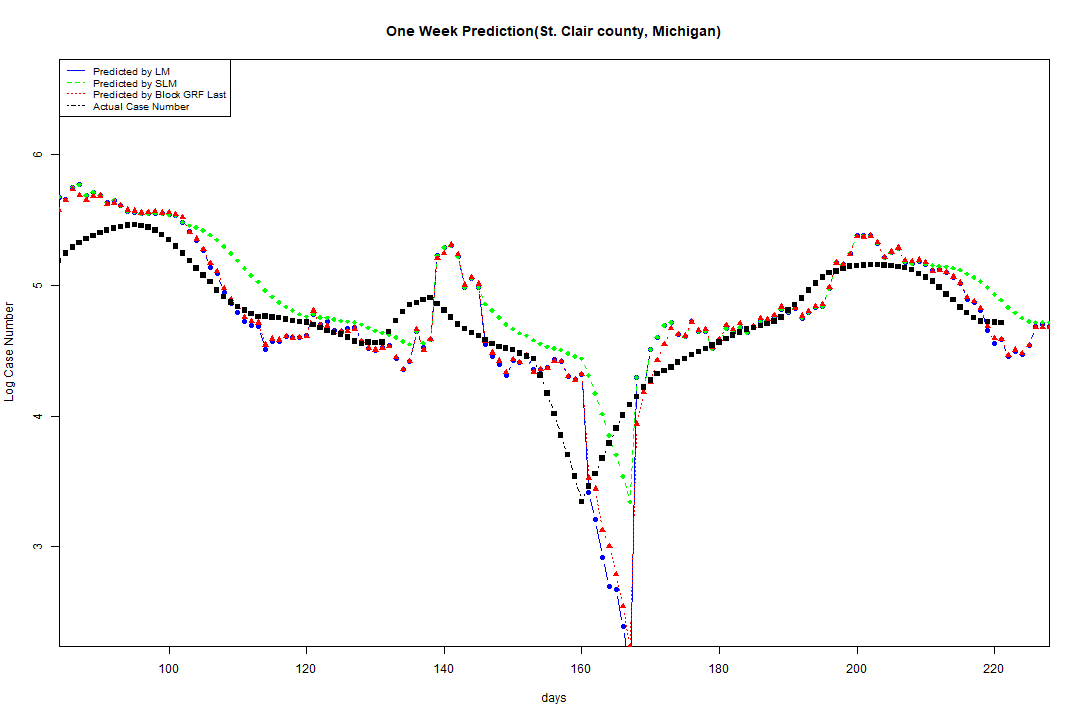 One Week Prediction(St. Clair county, Michigan)
Predicted by LM
Predicted by SLM
Predicted by Block GRF Last
Actual Case Number
6
5
4
3
Log Case Number
100 120 140 160 180 200 220
days